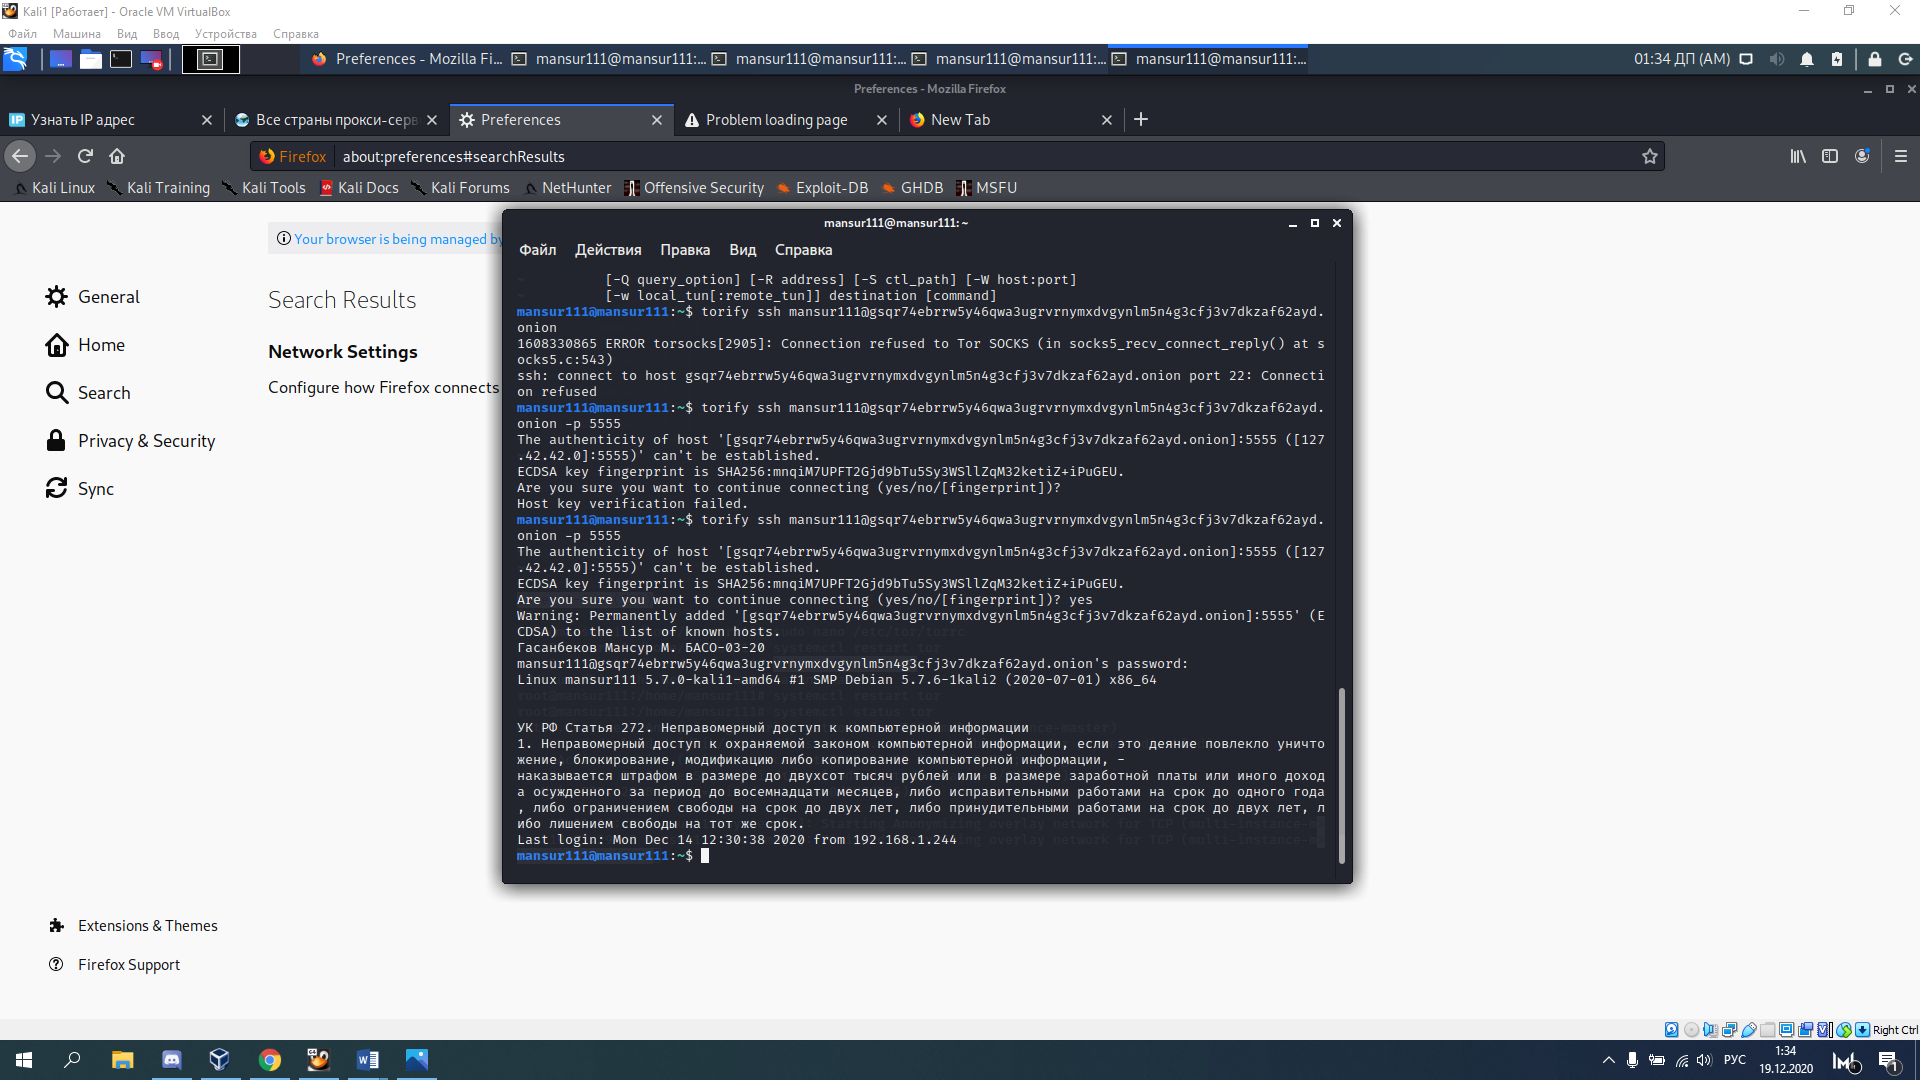 Kali1 [Работает] - Oracle VM VirtualBox
Файл Машина Вид Ввод Устройства Справка
Preferences - Mozilla Fi... mansur111@mansur111:... mansur111@mansur111:... mansur111@mansur111:... mansur111@mansur111:... 01:34 ДП (AM)
Preferences - Mozilla Firefox
Узнать IP адрес Все страны прокси-серв Preferences Problem loading page New Tab
Firefox about:preferences#searchResults
Kali Linux Kali Training Kali Tools Kali Docs Kali Forums NetHunter Offensive Security Exploit-DB GHDB MSFU
Your browser is being managed by
General
Home
Search
Privacy & Security
Sync
Extensions & Themes
Firefox Support
Search Results
Network Settings
Configure how Firefox connects
mansur111@mansur111: ~
Файл Действия Правка Вид Справка
[-Q query_option] [-R address] [-S ctl_path] [-W host:port]
[-w local_tun[:remote_tun]] destination [command]
mansur111@mansur111:~$ torify ssh mansur111@gsqr74ebrrw5y46qwa3ugrvrnymxdvgynlm5n4g3cfj3v7dkzaf62ayd.
onion
1608330865 ERROR torsocks[2905]: Connection refused to Tor SOCKS (in socks5_recv_connect_reply() at s
ocks5.c:543)
ssh: connect to host gsqr74ebrrw5y46qwa3ugrvrnymxdvgynlm5n4g3cfj3v7dkzaf62ayd.onion port 22: Connecti
on refused
mansur111@mansur111:~$ torify ssh mansur111@gsqr74ebrrw5y46qwa3ugrvrnymxdvgynlm5n4g3cfj3v7dkzaf62ayd.
onion -p 5555
The authenticity of host '[gsqr74ebrrw5y46qwa3ugrvrnymxdvgynlm5n4g3cfj3v7dkzaf62ayd.onion]:5555 ([127
.42.42.0]:5555)' can't be established.
ECDSA key fingerprint is SHA256:mnqiM7UPFT2Gjd9bTu5Sy3WSllZqM32ketiZ+iPuGEU.
Are you sure you want to continue connecting (yes/no/[fingerprint])?
Host key verification failed.
mansur111@mansur111:~$ torify ssh mansur111@gsqr74ebrrw5y46qwa3ugrvrnymxdvgynlm5n4g3cfj3v7dkzaf62ayd.
onion -p 5555
The authenticity of host '[gsqr74ebrrw5y46qwa3ugrvrnymxdvgynlm5n4g3cfj3v7dkzaf62ayd.onion]:5555 ([127
.42.42.0]:5555)' can't be established.
ECDSA key fingerprint is SHA256:mnqiM7UPFT2Gjd9bTu5Sy3WSllZqM32ketiZ+iPuGEU.
Are you sure you want to continue connecting (yes/no/[fingerprint])? yes
Warning: Permanently added '[gsqr74ebrrw5y46qwa3ugrvrnymxdvgynlm5n4g3cfj3v7dkzaf62ayd.onion]:5555' (E
CDSA) to the list of known hosts.
Гасанбеков Мансур М. БАСО-03-20
mansur111@gsqr74ebrrw5y46qwa3ugrvrnymxdvgynlm5n4g3cfj3v7dkzaf62ayd.onion's password:
Linux mansur111 5.7.0-kali1-amd64 #1 SMP Debian 5.7.6-1kali2 (2020-07-01) x86_64
УК РФ Статья 272. Неправомерный доступ к компьютерной информации
1. Неправомерный доступ к охраняемой законом компьютерной информации, если это деяние повлекло уничто
жение, блокирование, модификацию либо копирование компьютерной информации, -
наказывается штрафом в размере до двухсот тысяч рублей или в размере заработной платы или иного доход
а осужденного за период до восемнадцати месяцев, либо исправительными работами на срок до одного года
, либо ограничением свободы на срок до двух лет, либо принудительными работами на срок до двух лет, л
ибо лишением свободы на тот же срок.
Last login: Mon Dec 14 12:30:38 2020 from 192.168.1.244
mansur111@mansur111:~$
Right Ctrl
РУС 1:34
19.12.2020